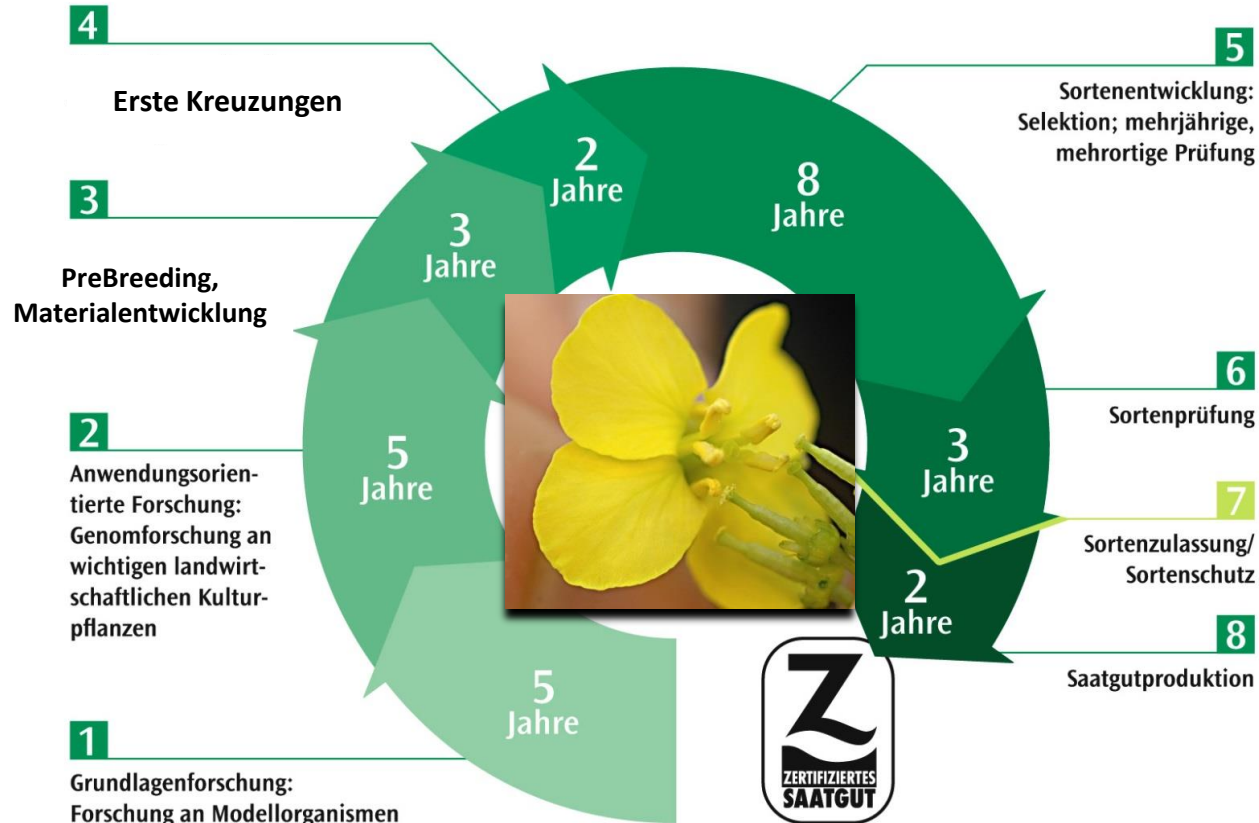 4
Erste Kreuzungen
3
PreBreeding,
Materialentwicklung
2
Anwendungsorien-
tierte Forschung:
Genomforschung an
wichtigen landwirt-
schaftlichen Kultur-
pflanzen
1
Grundlagenforschung:
Forschung an Modellorganismen
5
Jahre
5
Jahre
3
Jahre
2
Jahre
8
Jahre
3
Jahre
2
Jahre
5
Sortenentwicklung:
Selektion; mehrjährige,
mehrortige Prüfung
6
Sortenprüfung
7
Sortenzulassung/
Sortenschutz
8
Saatgutproduktion
Z
ZERTIFIZIERTES
SAATGUT